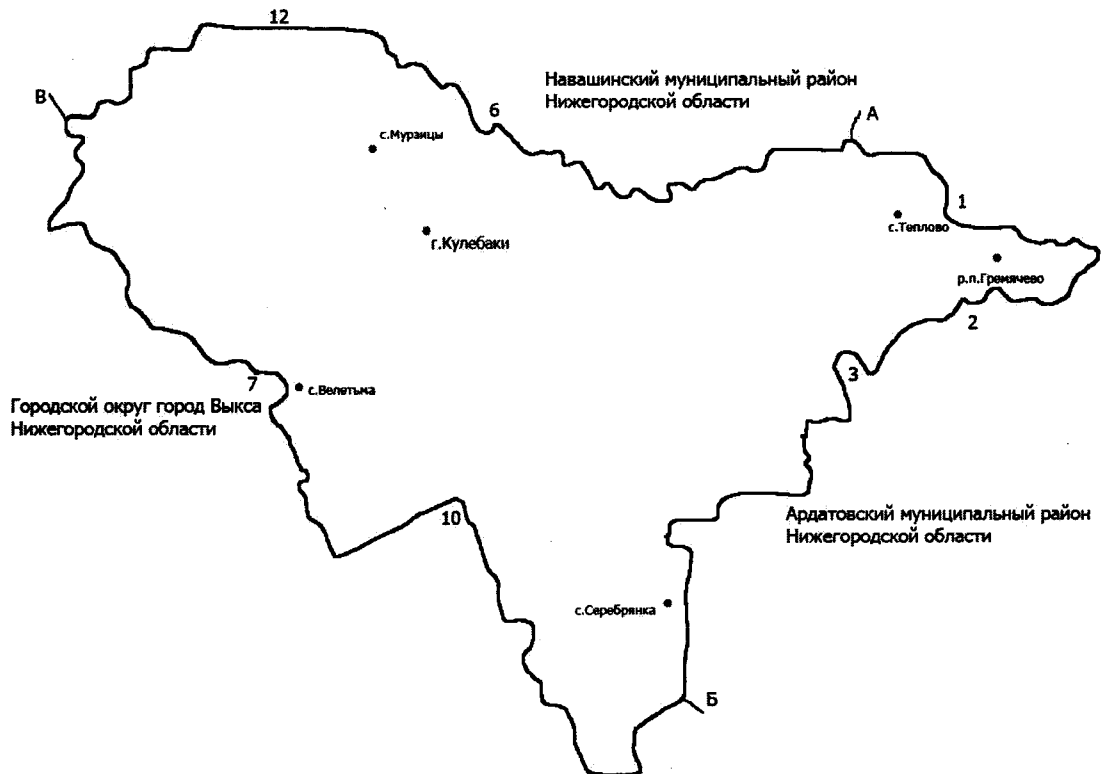 12
Навашинский муниципальный район
Нижегородской области
В
6
А
с.Мурзицы
1
с.Теплово
г.Кулебаки
р.п.Гремячево
2
3
7
с.Велетьма
Городской округ город Выкса
Нижегородской области
10
Ардатовский муниципальный район
Нижегородской области
с.Серебрянка
Б